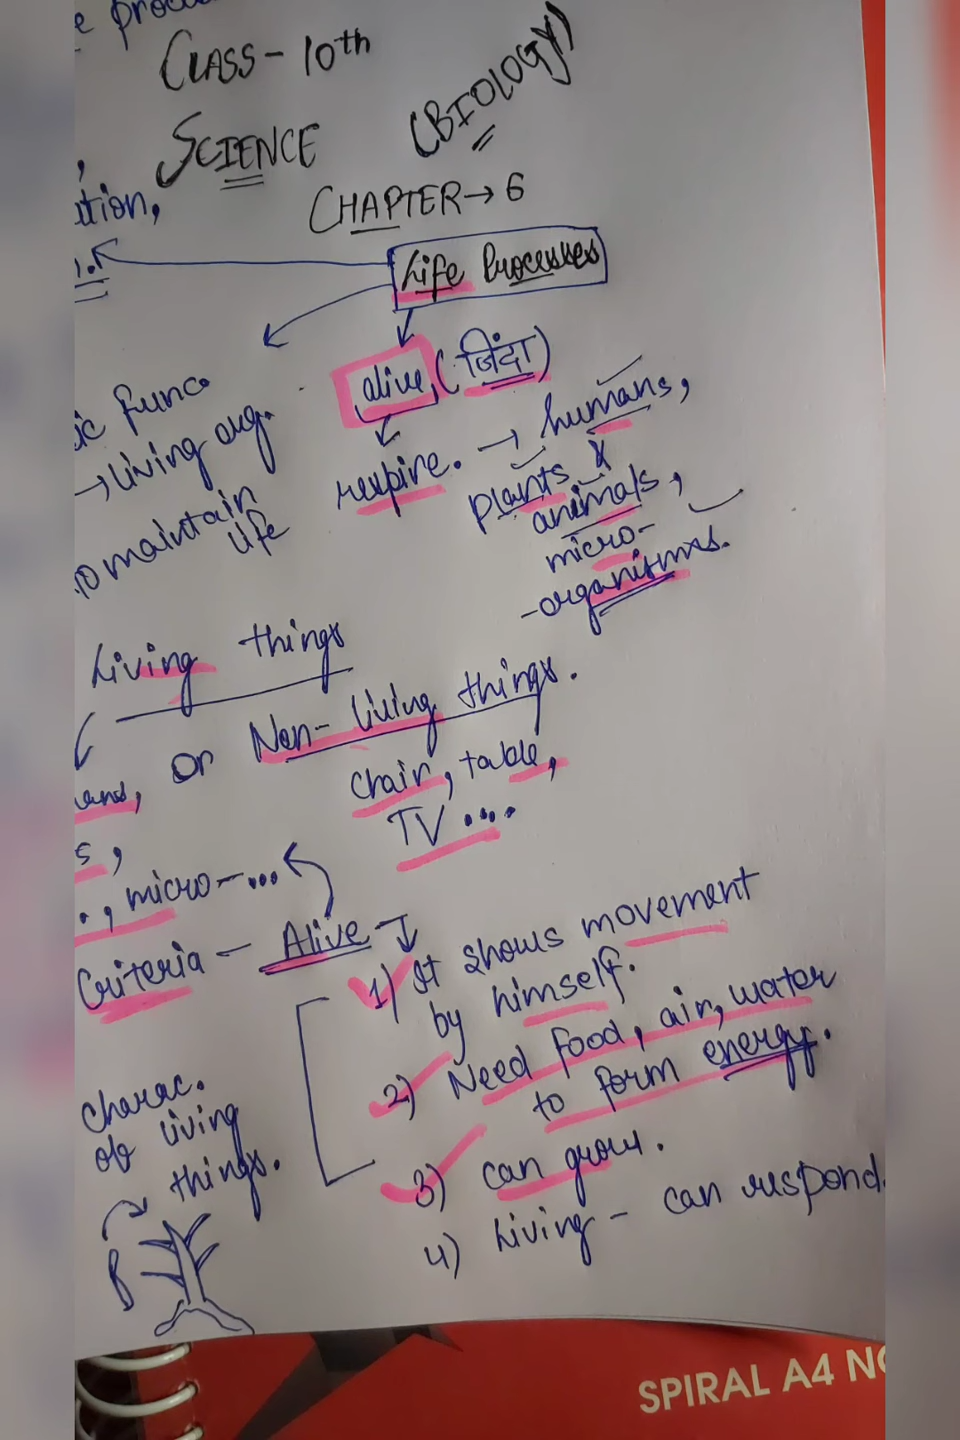 CLASS - 10th
SCIENCE (BIOLOGY)
CHAPTER → 6
Life Processes
alive, (जिंदा)
respire. → humans,
plants
animals,
micro-
-organisms.
func.
→ living org.
maintain
life
Living things
or Non-living things.
chair, table,
TV ....
, micro-...
Criteria - Alive →
1) It shows movement
by himself.
2) Need food, air, water
to form energy.
3) can grow.
4) Living - can respond.
charac.
of living
things.
SPIRAL A4